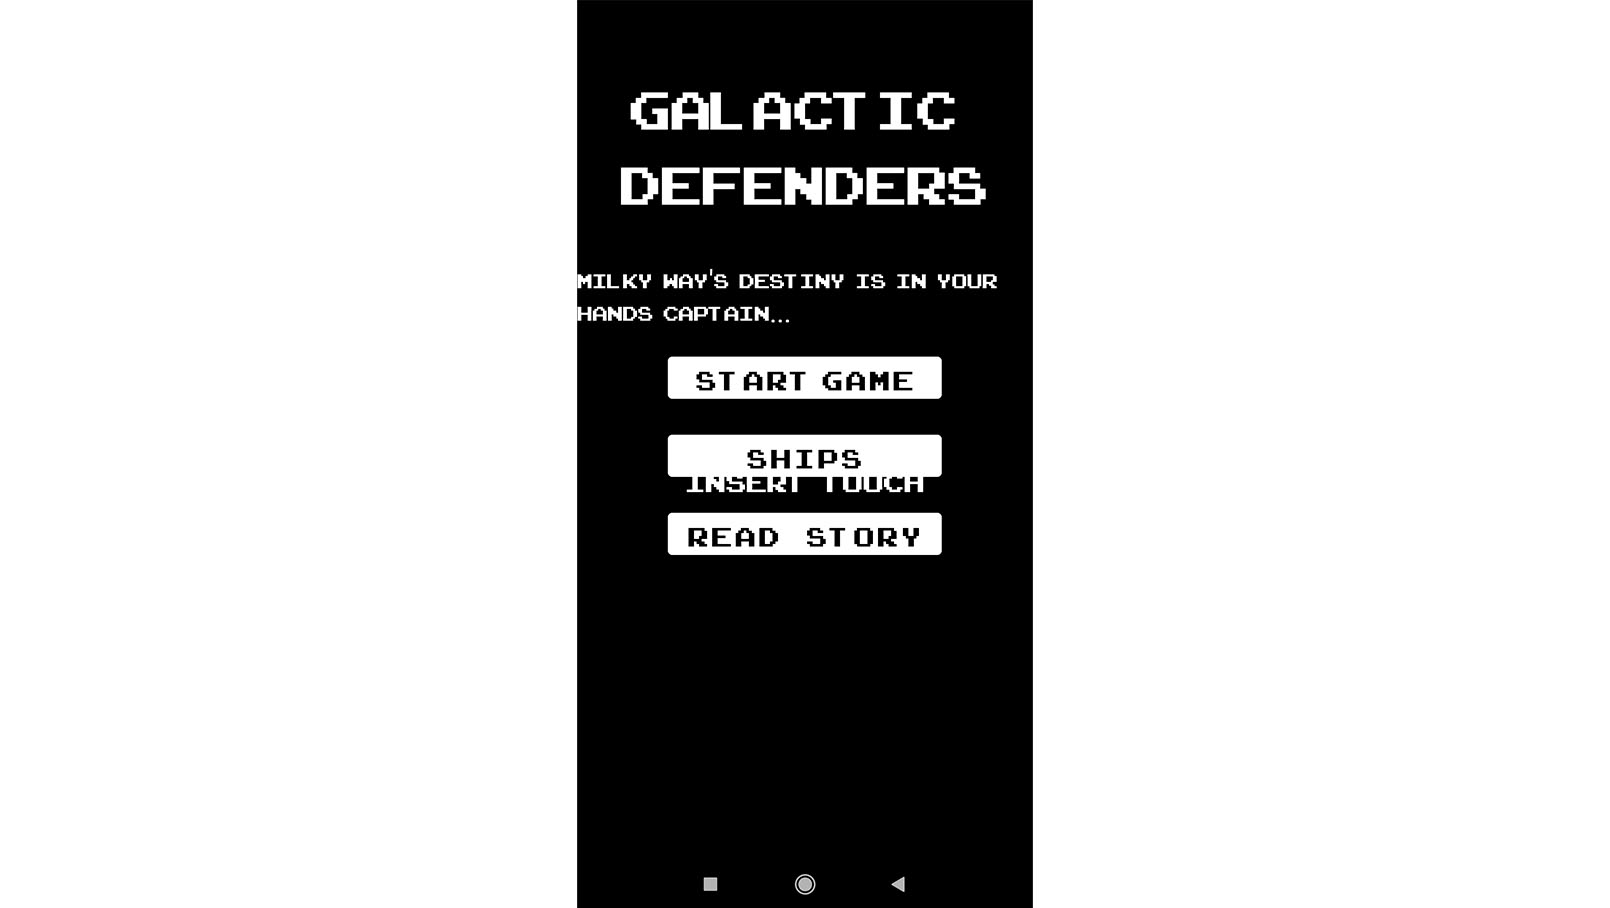 GALACTIC
DEFENDERS
MILKY WAY'S DESTINY IS IN YOUR
HANDS CAPTAIN...
START GAME
SHIPS
INSERT TOUCH
READ STORY